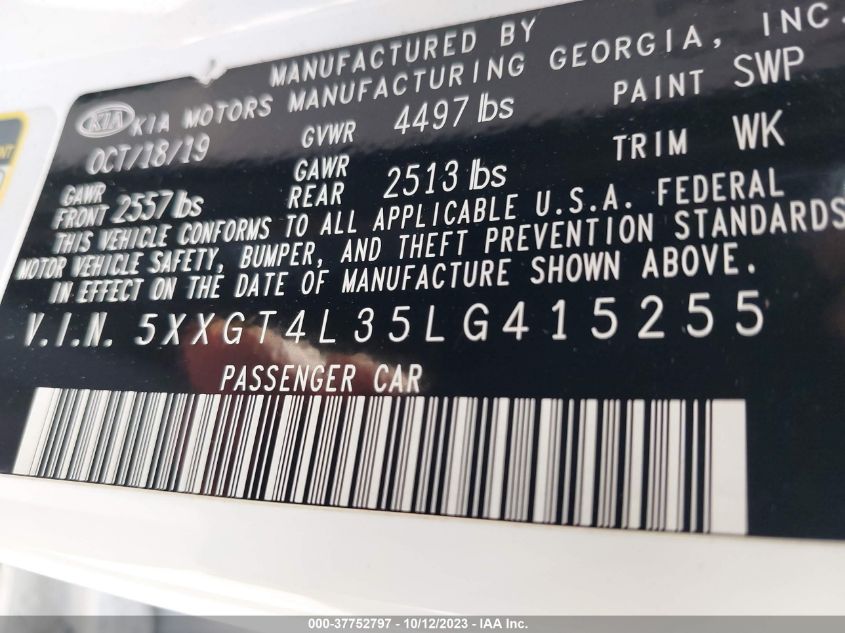 MANUFACTURED BY
KIA KIA MOTORS MANUFACTURING GEORGIA, INC.
OCT/18/19 GVWR 4497 lbs PAINT SWP
GAWR FRONT 2557 lbs GAWR REAR 2513 lbs TRIM WK
THIS VEHICLE CONFORMS TO ALL APPLICABLE U.S.A. FEDERAL
MOTOR VEHICLE SAFETY, BUMPER, AND THEFT PREVENTION STANDARDS
IN EFFECT ON THE DATE OF MANUFACTURE SHOWN ABOVE.
V.I.N. 5XXGT4L35LG415255
PASSENGER CAR
000-37752797 - 10/12/2023 - IAA Inc.